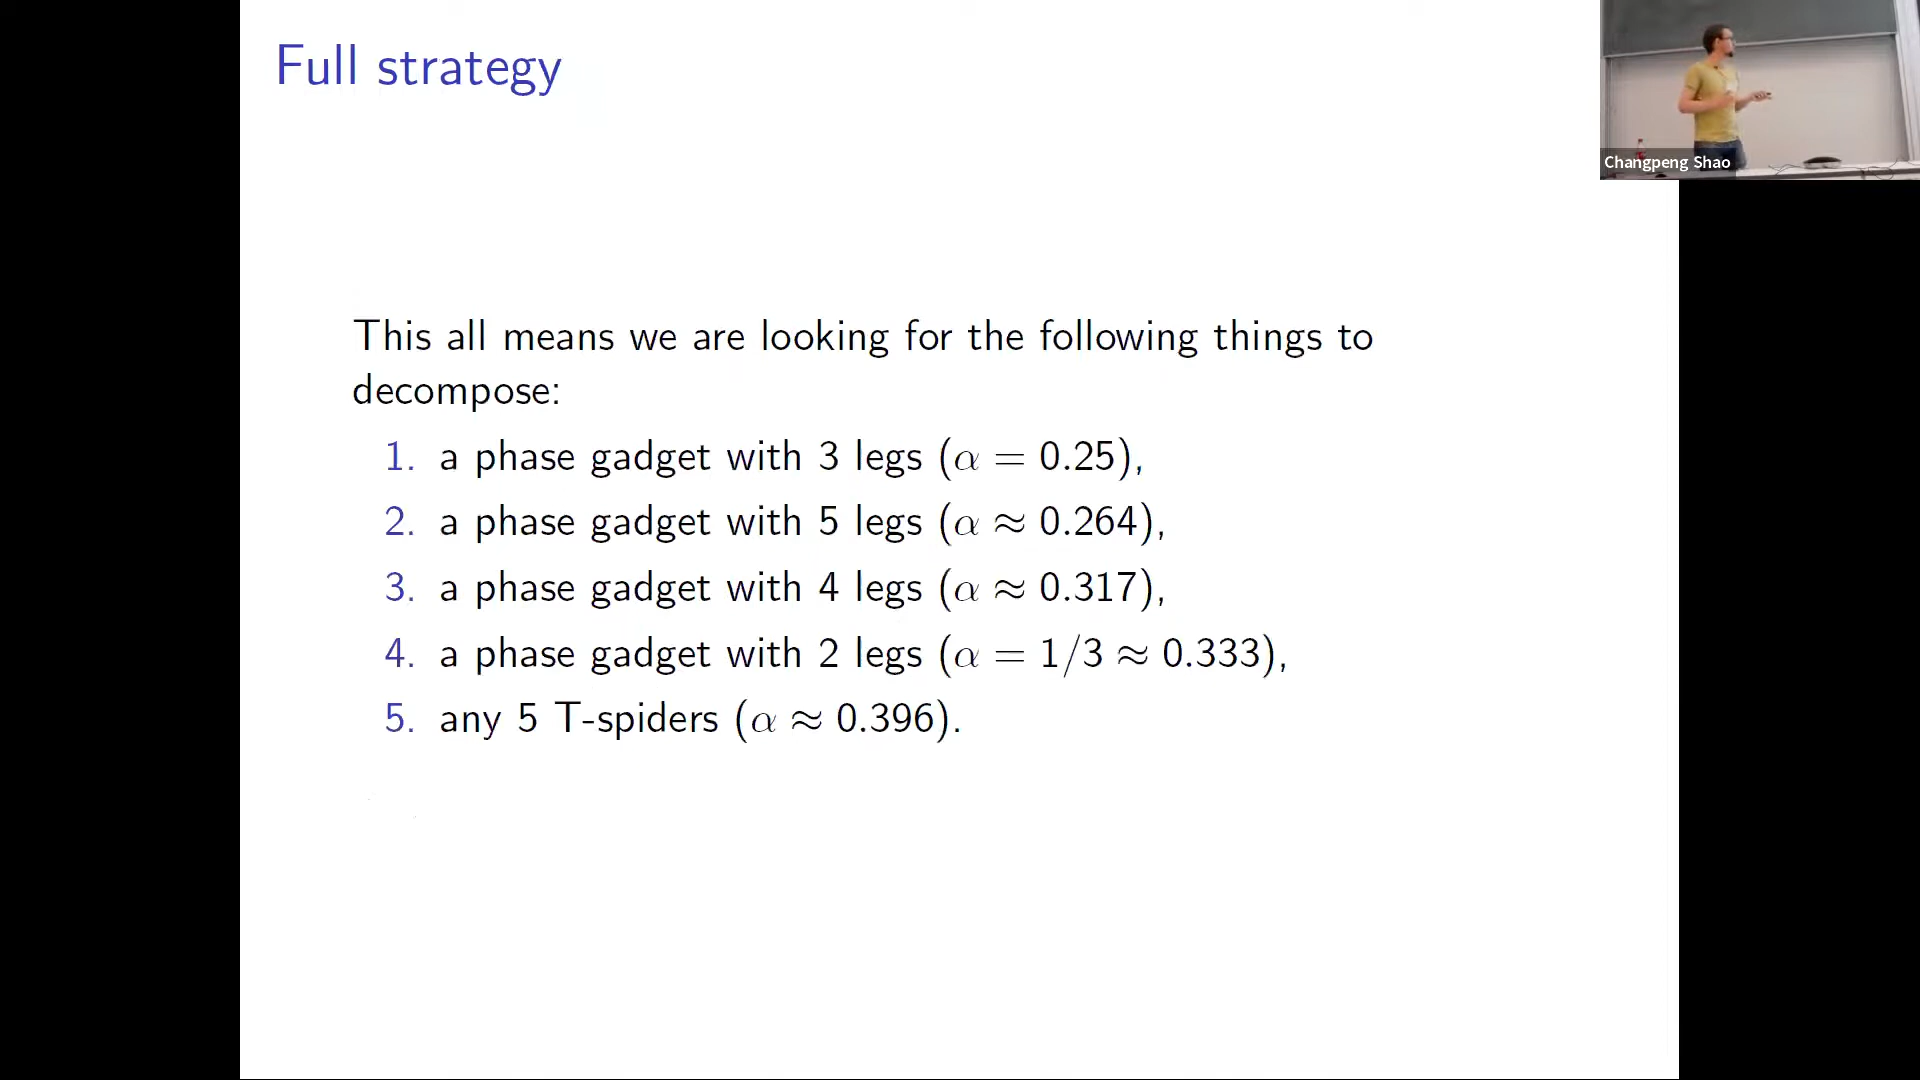 Full strategy
Changpeng Shao
This all means we are looking for the following things to
decompose:
1. a phase gadget with 3 legs (α = 0.25),
2. a phase gadget with 5 legs (α ≈ 0.264),
3. a phase gadget with 4 legs (α ≈ 0.317),
4. a phase gadget with 2 legs (α = 1/3 ≈ 0.333),
5. any 5 T-spiders (α ≈ 0.396).